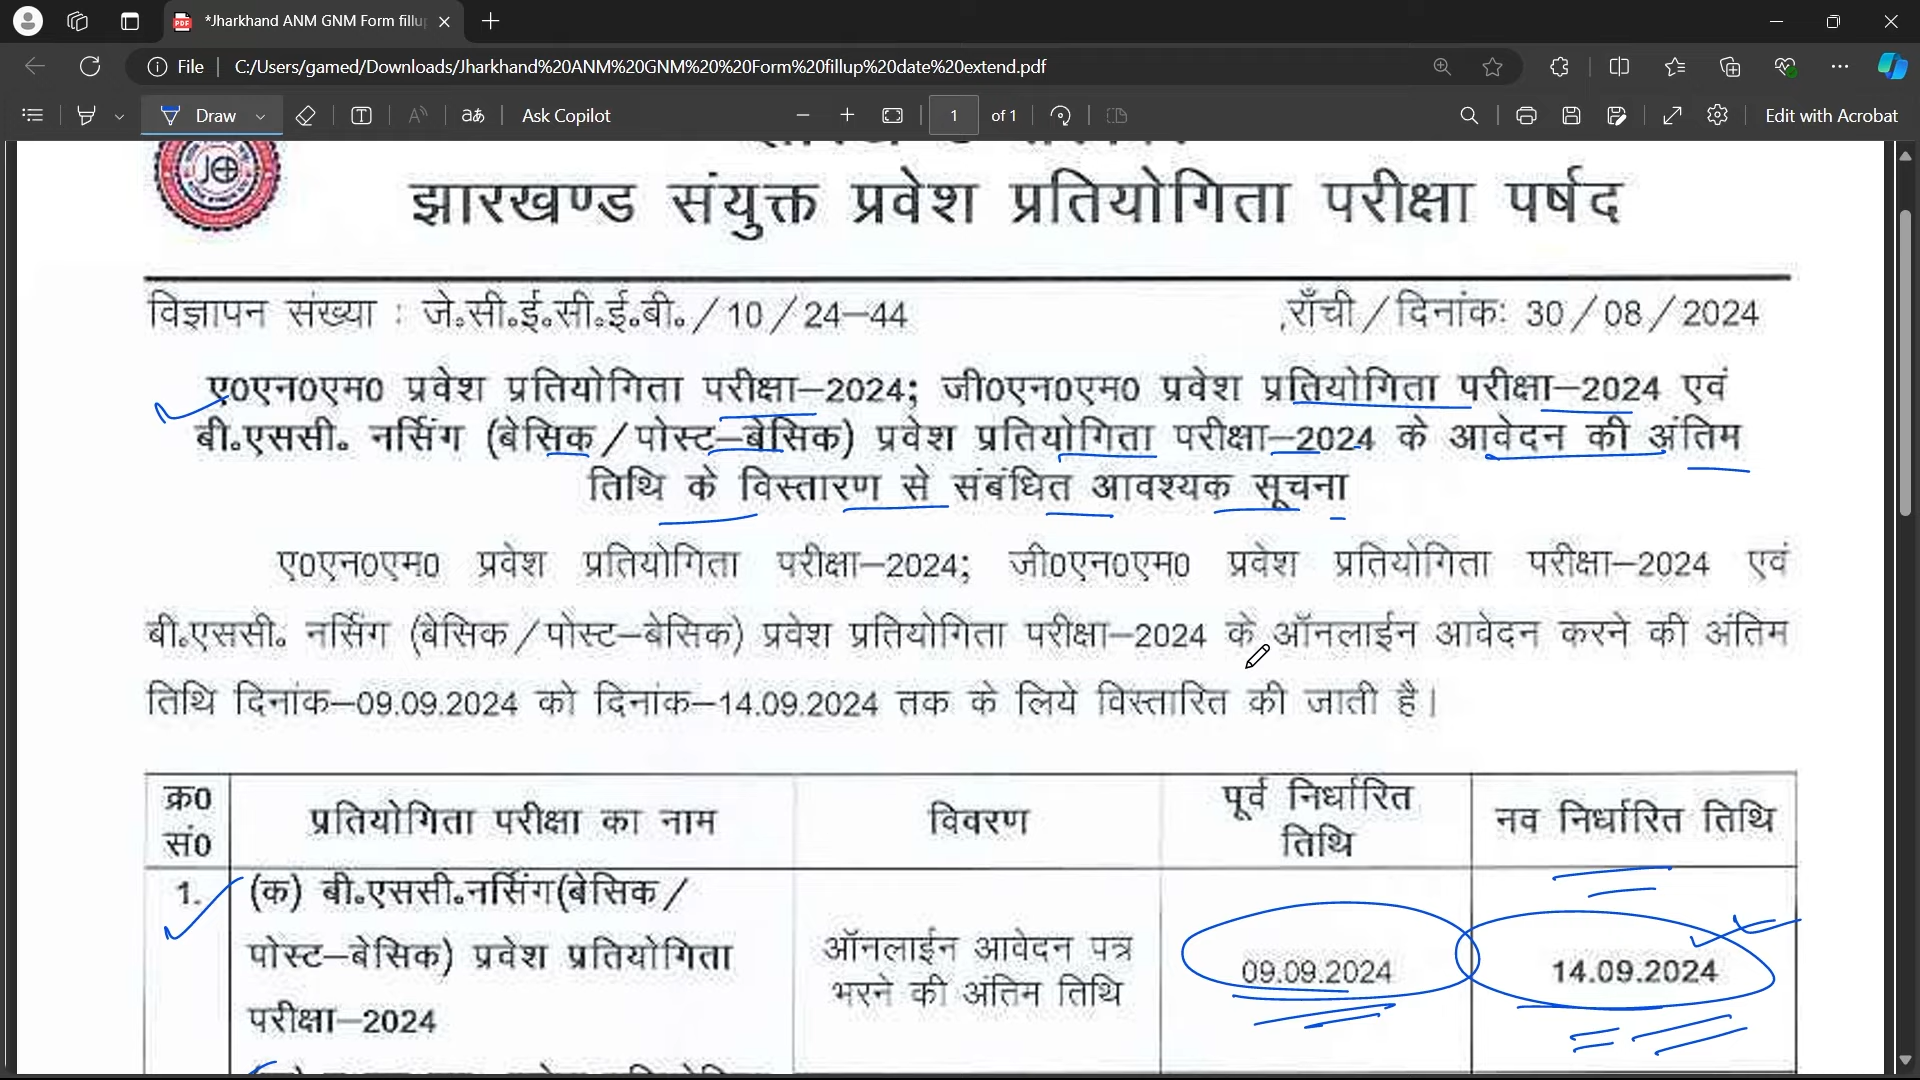 *Jharkhand ANM GNM Form fillup
File C:/Users/gamed/Downloads/Jharkhand%20ANM%20GNM%20%20Form%20fillup%20date%20extend.pdf
Draw aあ Ask Copilot 1 of 1 Edit with Acrobat
झारखण्ड संयुक्त प्रवेश प्रतियोगिता परीक्षा पर्षद
विज्ञापन संख्या : जे.सी.ई.सी.ई.बी./10/24–44 राँची/दिनांक: 30/08/2024
ए0एन0एम0 प्रवेश प्रतियोगिता परीक्षा–2024; जी0एन0एम0 प्रवेश प्रतियोगिता परीक्षा–2024 एवं
बी.एससी. नर्सिंग (बेसिक/पोस्ट–बेसिक) प्रवेश प्रतियोगिता परीक्षा–2024 के आवेदन की अंतिम
तिथि के विस्तारण से संबंधित आवश्यक सूचना
ए0एन0एम0 प्रवेश प्रतियोगिता परीक्षा–2024; जी0एन0एम0 प्रवेश प्रतियोगिता परीक्षा–2024 एवं
बी.एससी. नर्सिंग (बेसिक/पोस्ट–बेसिक) प्रवेश प्रतियोगिता परीक्षा–2024 के ऑनलाईन आवेदन करने की अंतिम
तिथि दिनांक–09.09.2024 को दिनांक–14.09.2024 तक के लिये विस्तारित की जाती है।
क्र0 सं0 प्रतियोगिता परीक्षा का नाम विवरण पूर्व निर्धारित तिथि नव निर्धारित तिथि
1. (क) बी.एससी.नर्सिंग(बेसिक/
पोस्ट–बेसिक) प्रवेश प्रतियोगिता
परीक्षा–2024
ऑनलाईन आवेदन पत्र
भरने की अंतिम तिथि
09.09.2024
14.09.2024